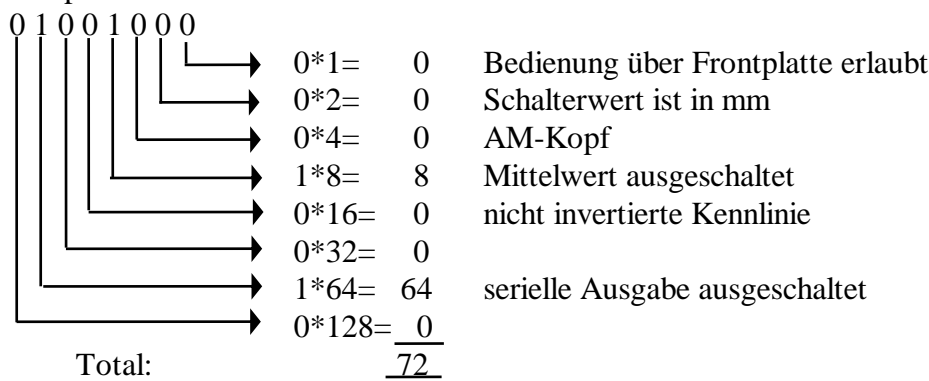 0 1 0 0 1 0 0 0
0*1= 0 Bedienung über Frontplatte erlaubt
0*2= 0 Schalterwert ist in mm
0*4= 0 AM-Kopf
1*8= 8 Mittelwert ausgeschaltet
0*16= 0 nicht invertierte Kennlinie
0*32= 0
1*64= 64 serielle Ausgabe ausgeschaltet
0*128= 0
Total: 72